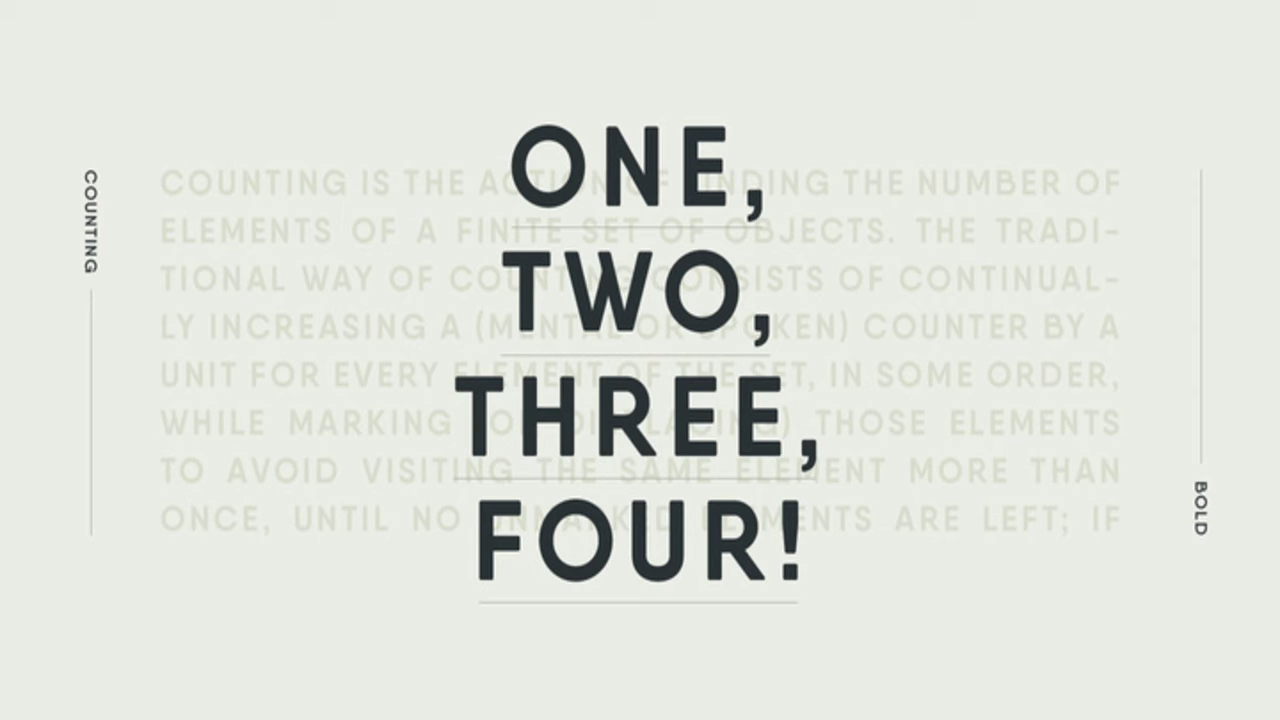 ONE,
TWO,
THREE,
FOUR!
COUNTING
COUNTING IS THE ACTION OF FINDING THE NUMBER OF
ELEMENTS OF A FINITE SET OF OBJECTS. THE TRADI-
TIONAL WAY OF COUNTING CONSISTS OF CONTINUAL-
LY INCREASING A (MENTAL OR SPOKEN) COUNTER BY A
UNIT FOR EVERY ELEMENT OF THE SET, IN SOME ORDER,
WHILE MARKING (OR DISPLACING) THOSE ELEMENTS
TO AVOID VISITING THE SAME ELEMENT MORE THAN
ONCE, UNTIL NO UNMARKED ELEMENTS ARE LEFT; IF
BOLD